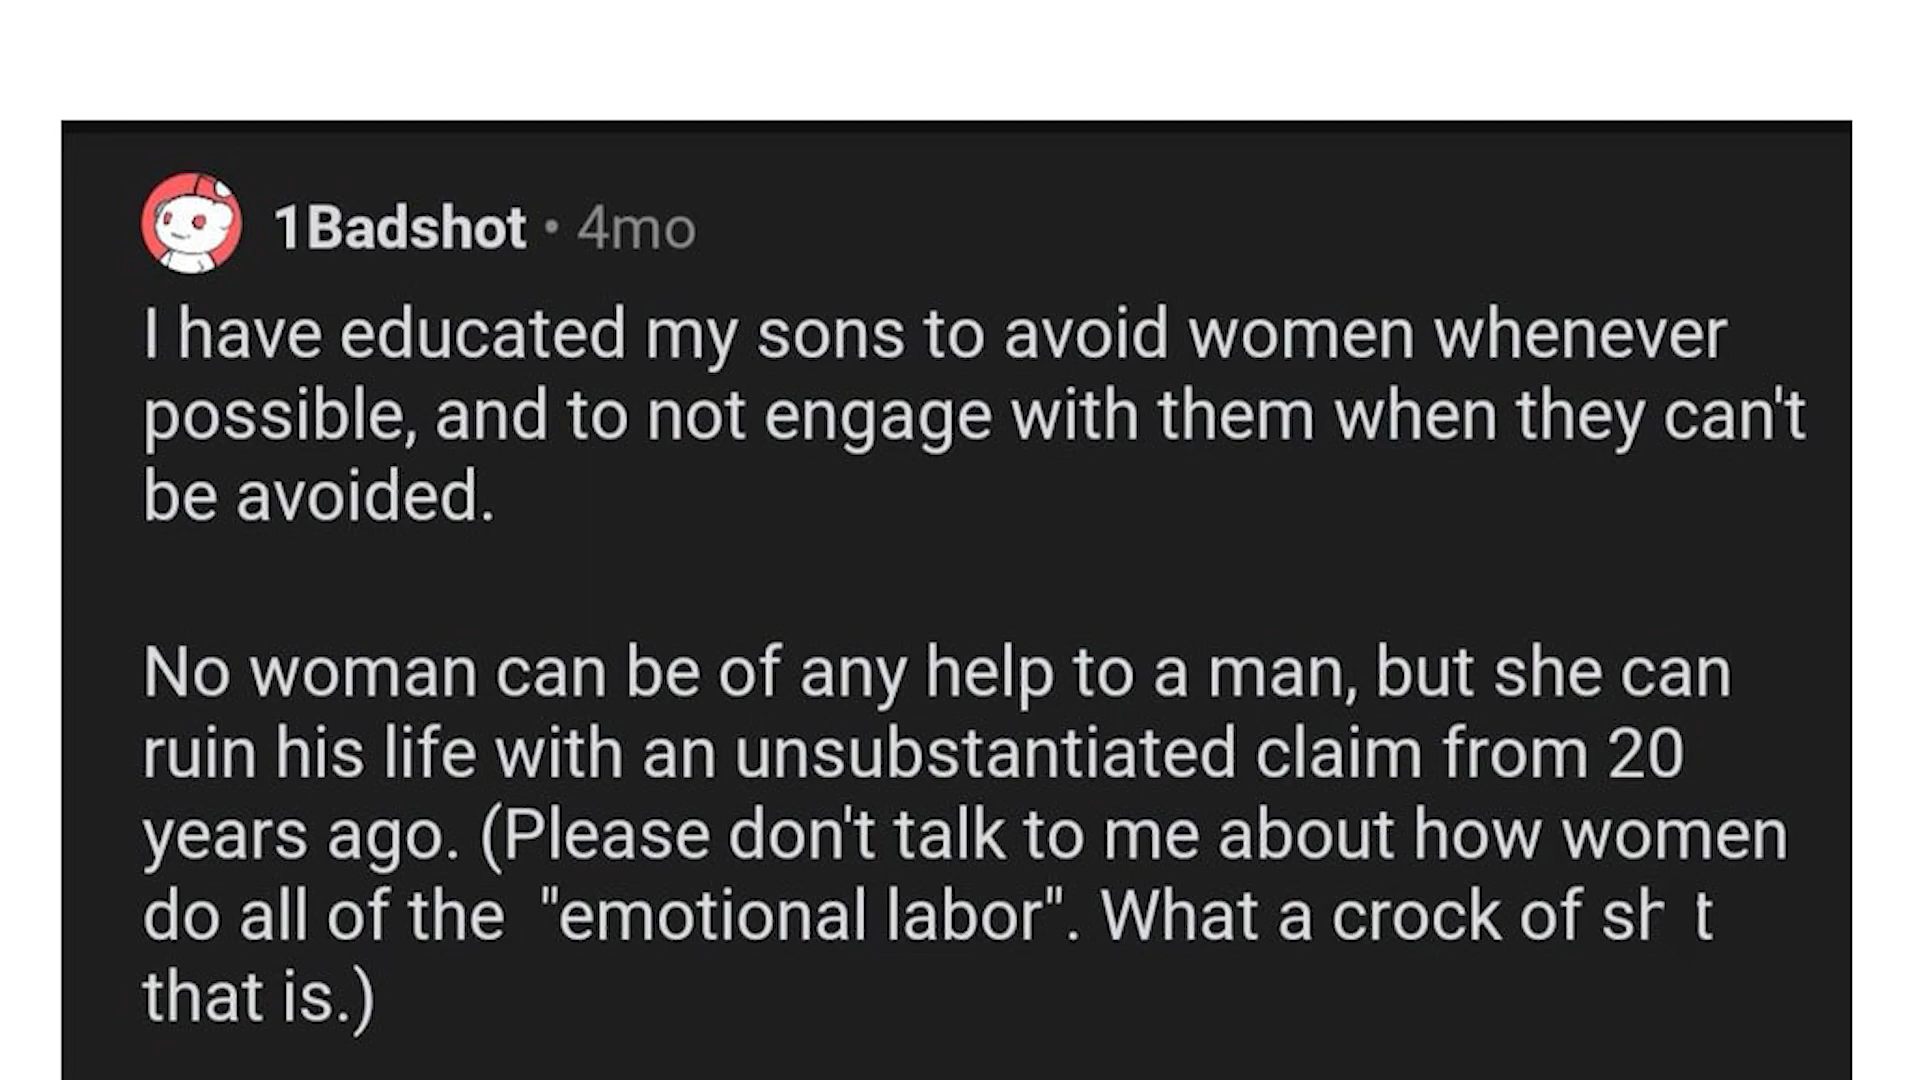 1Badshot • 4mo
I have educated my sons to avoid women whenever
possible, and to not engage with them when they can't
be avoided.
No woman can be of any help to a man, but she can
ruin his life with an unsubstantiated claim from 20
years ago. (Please don't talk to me about how women
do all of the "emotional labor". What a crock of sh t
that is.)